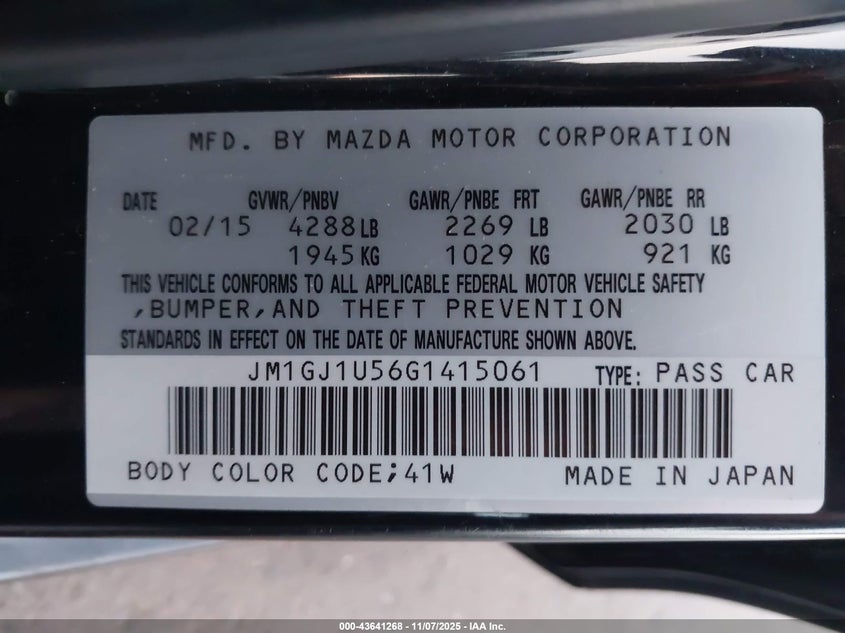 MFD. BY MAZDA MOTOR CORPORATION
DATE GVWR/PNBV GAWR/PNBE FRT GAWR/PNBE RR
02/15 4288 LB 2269 LB 2030 LB
1945 KG 1029 KG 921 KG
THIS VEHICLE CONFORMS TO ALL APPLICABLE FEDERAL MOTOR VEHICLE SAFETY
,BUMPER,AND THEFT PREVENTION
STANDARDS IN EFFECT ON THE DATE OF MANUFACTURE SHOWN ABOVE.
JM1GJ1U56G1415061 TYPE: PASS CAR
BODY COLOR CODE;41W MADE IN JAPAN
000-43641268 - 11/07/2025 - IAA Inc.